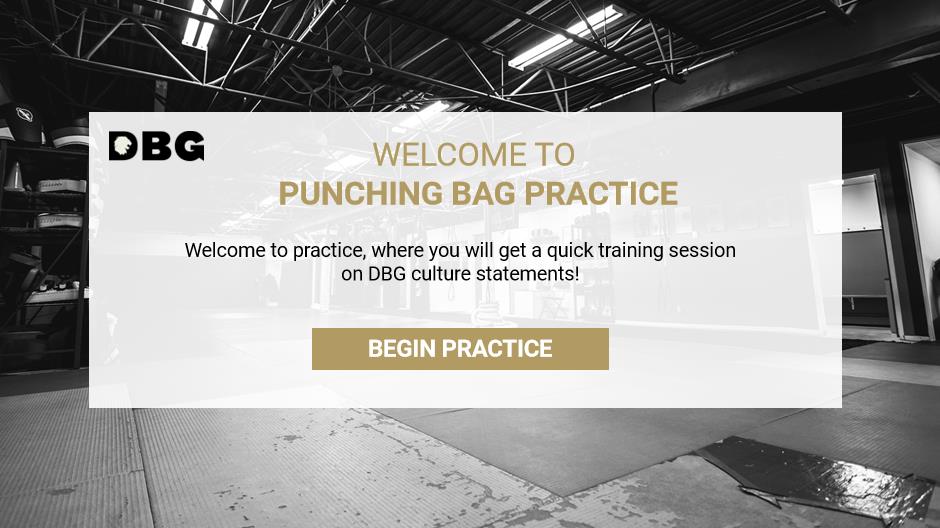 DBG
WELCOME TO
PUNCHING BAG PRACTICE
Welcome to practice, where you will get a quick training session
on DBG culture statements!
BEGIN PRACTICE